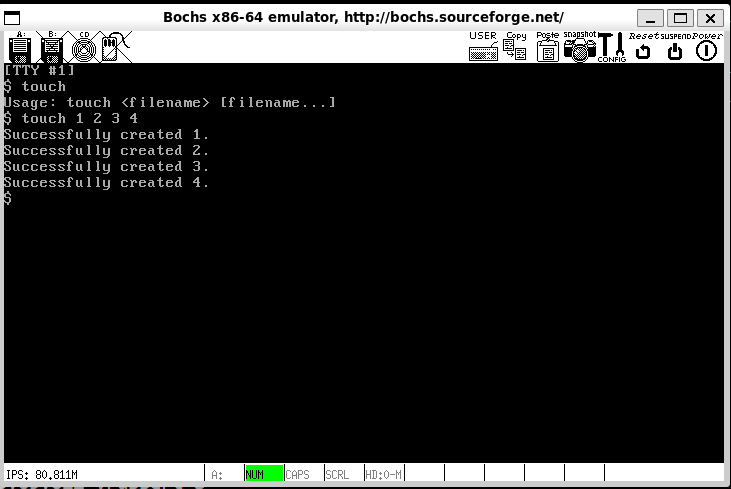 Bochs x86-64 emulator, http://bochs.sourceforge.net/
A: B: CD USER Copy Paste snapshot CONFIG Reset SUSPEND Power
[TTY #1]
$ touch
Usage: touch <filename> [filename...]
$ touch 1 2 3 4
Successfully created 1.
Successfully created 2.
Successfully created 3.
Successfully created 4.
$
IPS: 80.811M A: NUM CAPS SCRL HD:0-M